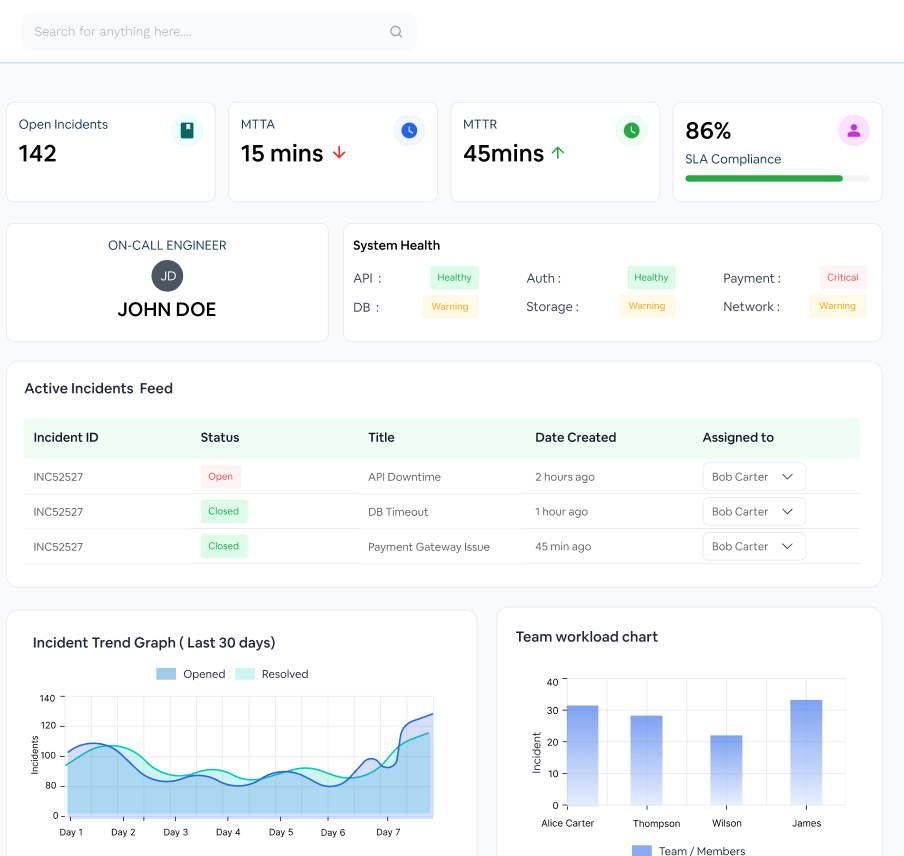 Search for anything here....
Open Incidents
142
MTTA
15 mins
MTTR
45mins
86%
SLA Compliance
ON-CALL ENGINEER
JD
JOHN DOE
System Health
API : Healthy Auth : Healthy Payment : Critical
DB : Warning Storage : Warning Network : Warning
Active Incidents Feed
Incident ID Status Title Date Created Assigned to
INC52527 Open API Downtime 2 hours ago Bob Carter
INC52527 Closed DB Timeout 1 hour ago Bob Carter
INC52527 Closed Payment Gateway Issue 45 min ago Bob Carter
Incident Trend Graph ( Last 30 days)
Opened Resolved
Incidents
140
120
100
80
0
Day 1 Day 2 Day 3 Day 4 Day 5 Day 6 Day 7
Team workload chart
Incident
40
30
20
10
0
Alice Carter Thompson Wilson James
Team / Members